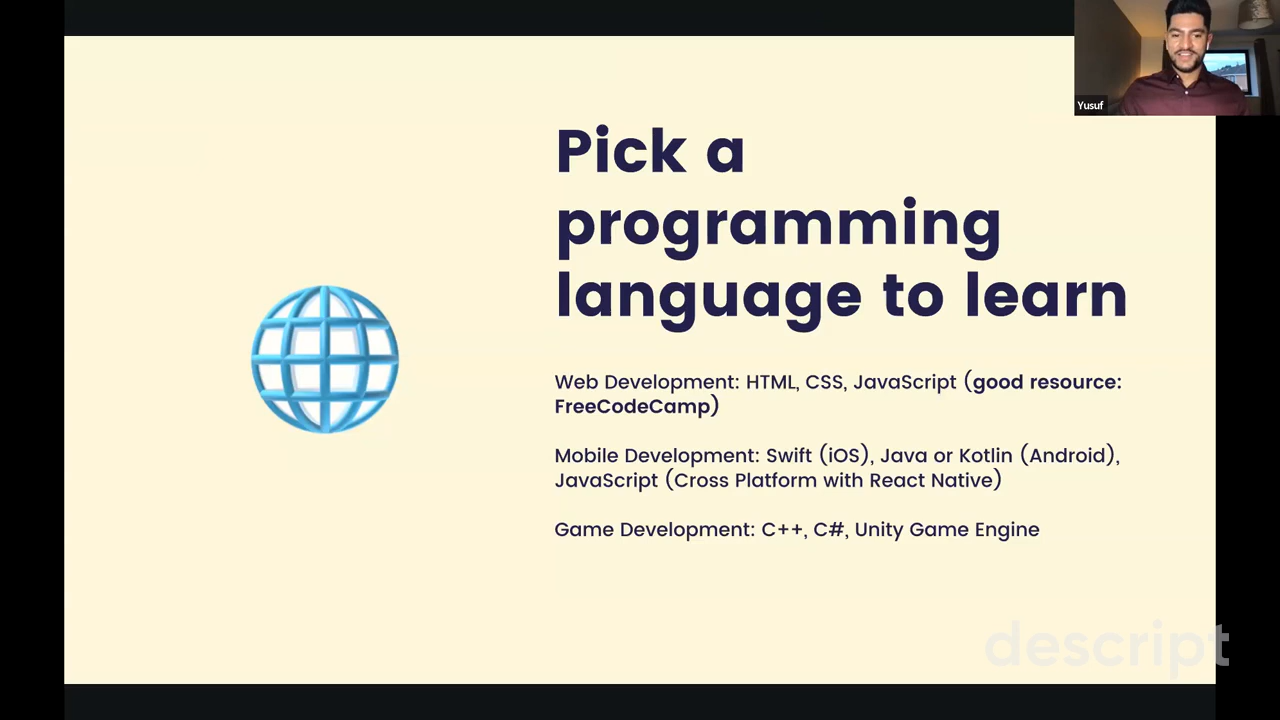 Yusuf
Pick a
programming
language to learn
Web Development: HTML, CSS, JavaScript (good resource:
FreeCodeCamp)
Mobile Development: Swift (iOS), Java or Kotlin (Android),
JavaScript (Cross Platform with React Native)
Game Development: C++, C#, Unity Game Engine
descript